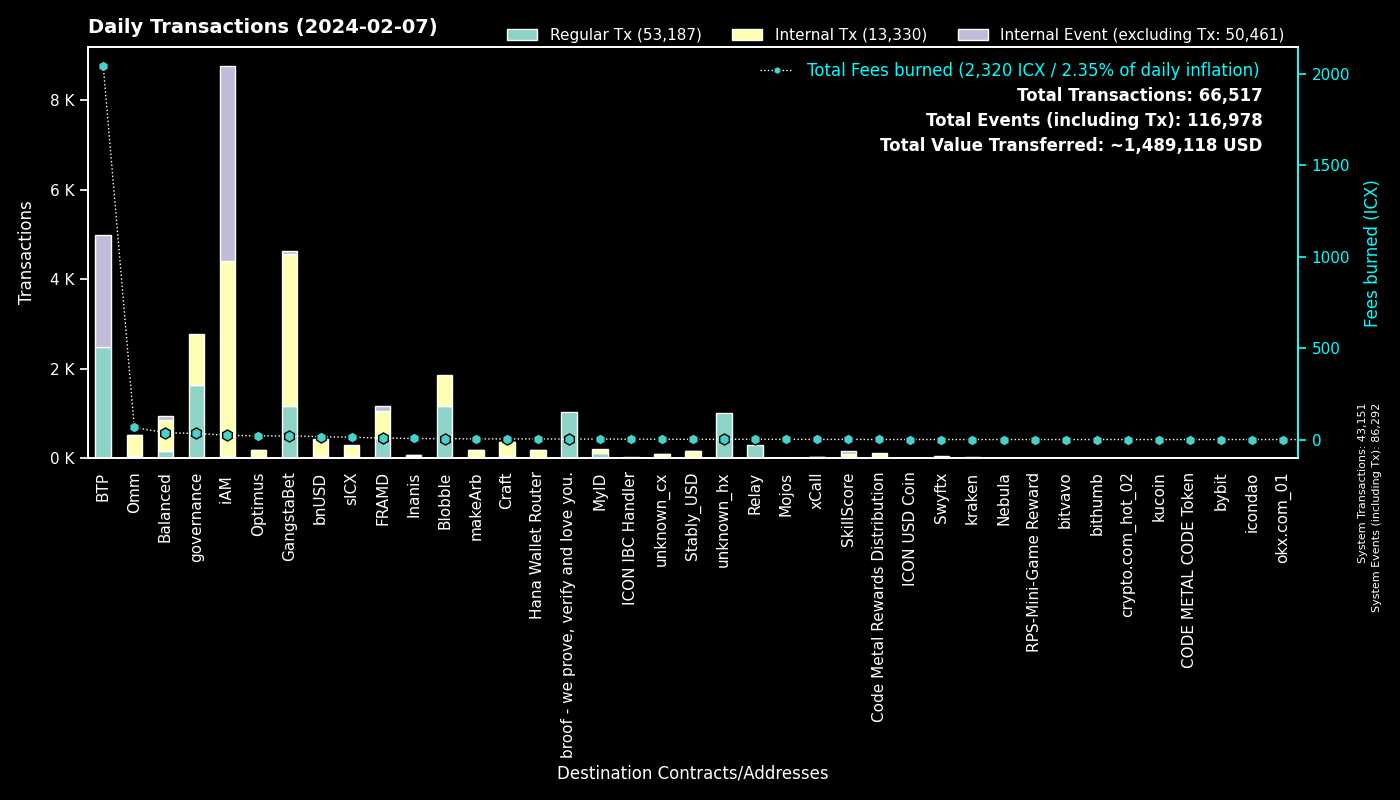 Daily Transactions (2024-02-07)
Regular Tx (53,187)
Internal Tx (13,330)
Internal Event (excluding Tx: 50,461)
Total Fees burned (2,320 ICX / 2.35% of daily inflation)
Total Transactions: 66,517
Total Events (including Tx): 116,978
Total Value Transferred: ~1,489,118 USD
Transactions
8 K
6 K
4 K
2 K
0 K
2000
1500
1000
500
0
Fees burned (ICX)
System Transactions: 43,151
System Events (including Tx): 86,292
BTP
Omm
Balanced
governance
iAM
Optimus
GangstaBet
bnUSD
sICX
FRAMD
Inanis
Blobble
makeArb
Craft
Hana Wallet Router
broof - we prove, verify and love you.
MyID
ICON IBC Handler
unknown_cx
Stably_USD
unknown_hx
Relay
Mojos
xCall
SkillScore
Code Metal Rewards Distribution
ICON USD Coin
Swyftx
kraken
Nebula
RPS-Mini-Game Reward
bitvavo
bithumb
crypto.com_hot_02
kucoin
CODE METAL CODE Token
bybit
icondao
okx.com_01
Destination Contracts/Addresses